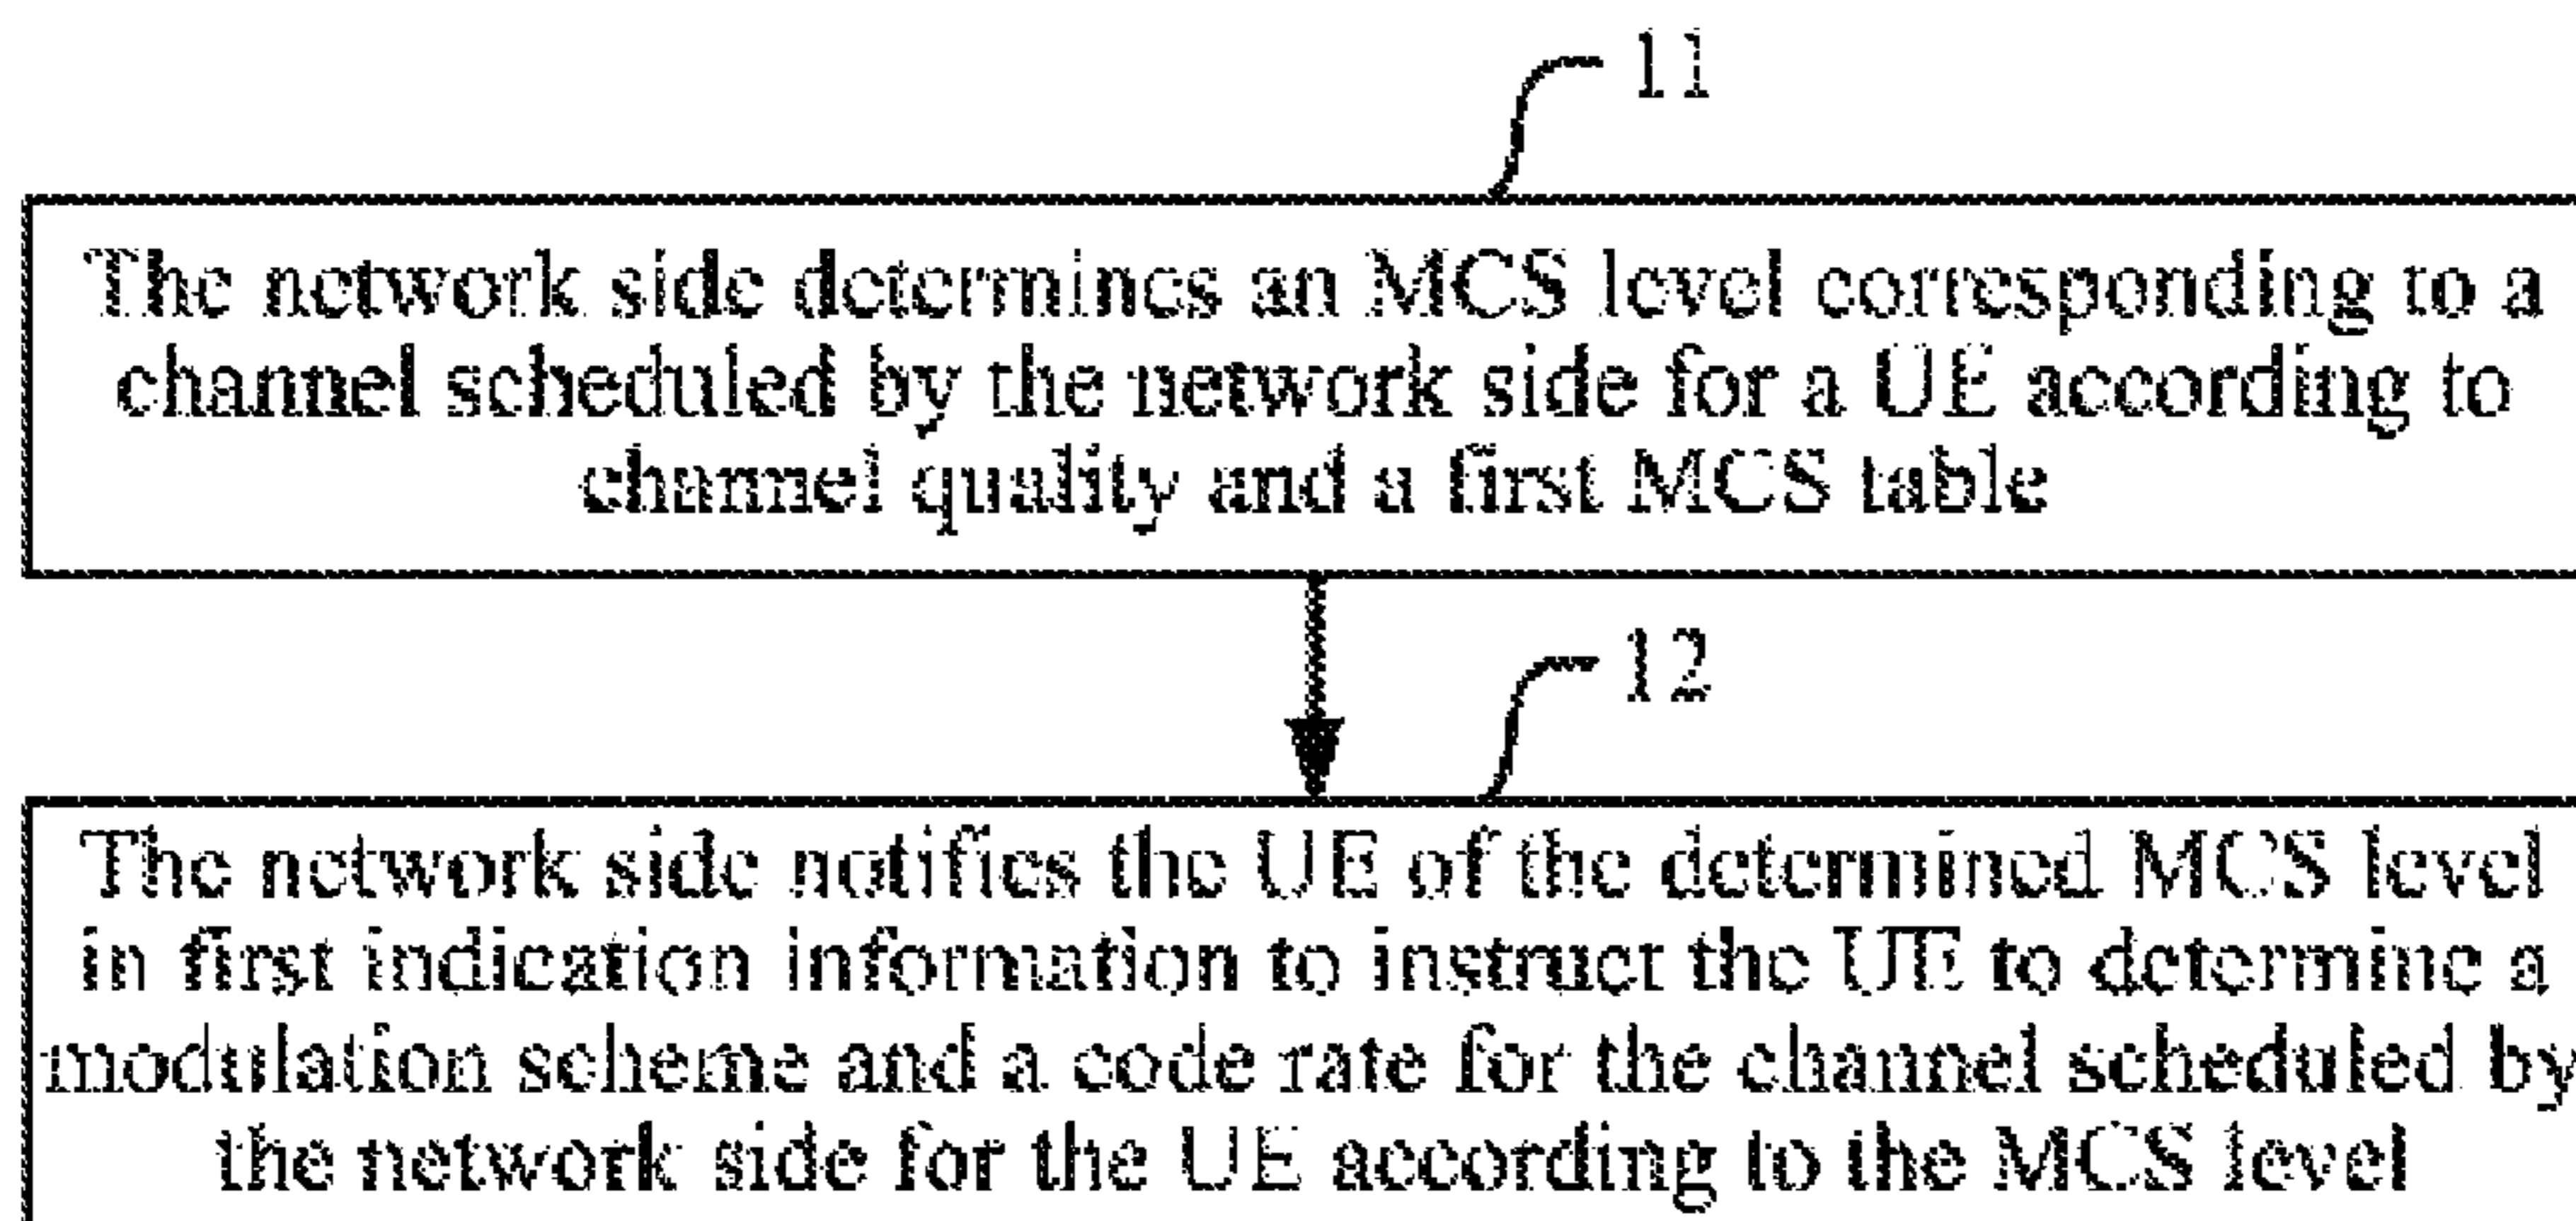 11
The network side determines an MCS level corresponding to a
channel scheduled by the network side for a UE according to
channel quality and a first MCS table
12
The network side notifies the UE of the determined MCS level
in first indication information to instruct the UE to determine a
modulation scheme and a code rate for the channel scheduled by
the network side for the UE according to the MCS level